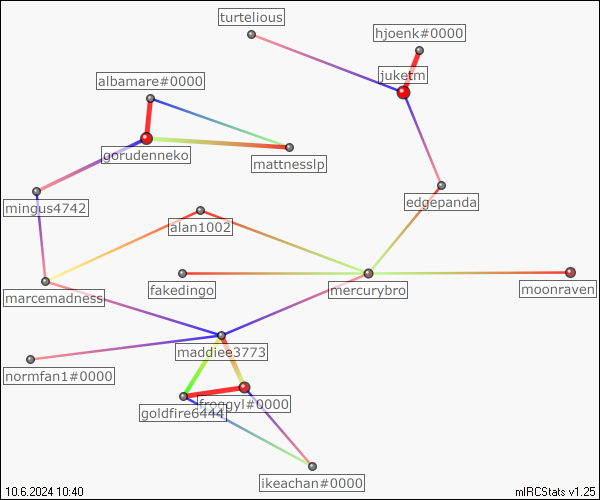 turtelious
hjoenk#0000
juketm
albamare#0000
gorudenneko
mattnesslp
mingus4742
edgepanda
alan1002
marcemadness
fakedingo
mercurybro
moonraven
maddiee3773
normfan1#0000
froggyl#0000
goldfire6444
ikeachan#0000
10.6.2024 10:40
mIRCStats v1.25